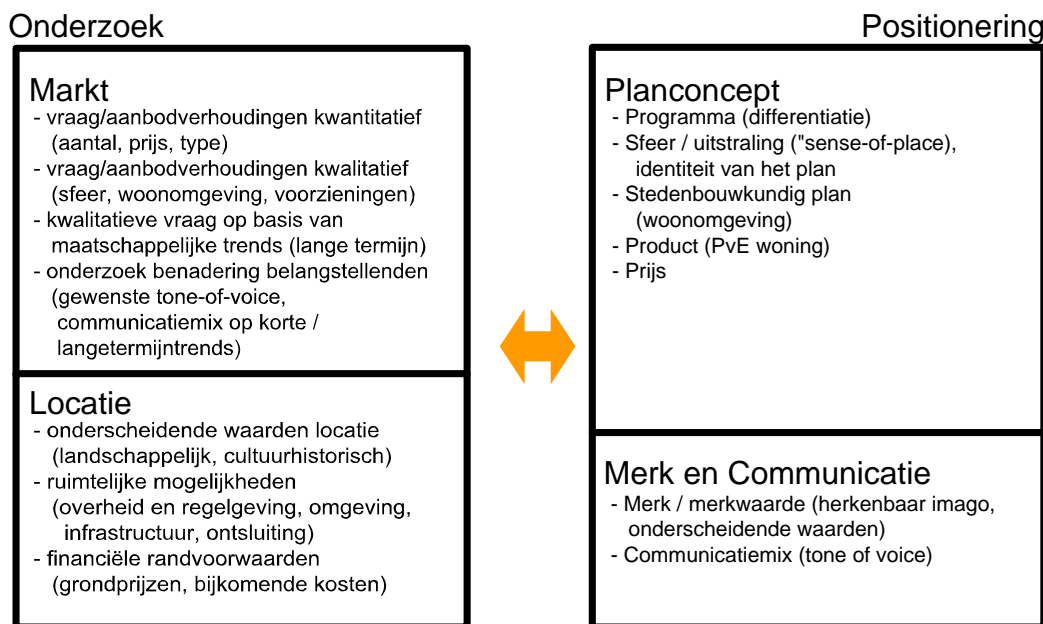 Onderzoek
Markt
- vraag/aanbodverhoudingen kwantitatief
(aantal, prijs, type)
- vraag/aanbodverhoudingen kwalitatief
(sfeer, woonomgeving, voorzieningen)
- kwalitatieve vraag op basis van
maatschappelijke trends (lange termijn)
- onderzoek benadering belangstellenden
(gewenste tone-of-voice,
communicatiemix op korte /
langetermijntrends)
Locatie
- onderscheidende waarden locatie
(landschappelijk, cultuurhistorisch)
- ruimtelijke mogelijkheden
(overheid en regelgeving, omgeving,
infrastructuur, ontsluiting)
- financiële randvoorwaarden
(grondprijzen, bijkomende kosten)
Positionering
Planconcept
- Programma (differentiatie)
- Sfeer / uitstraling ("sense-of-place),
identiteit van het plan
- Stedenbouwkundig plan
(woonomgeving)
- Product (PvE woning)
- Prijs
Merk en Communicatie
- Merk / merkwaarde (herkenbaar imago,
onderscheidende waarden)
- Communicatiemix (tone of voice)